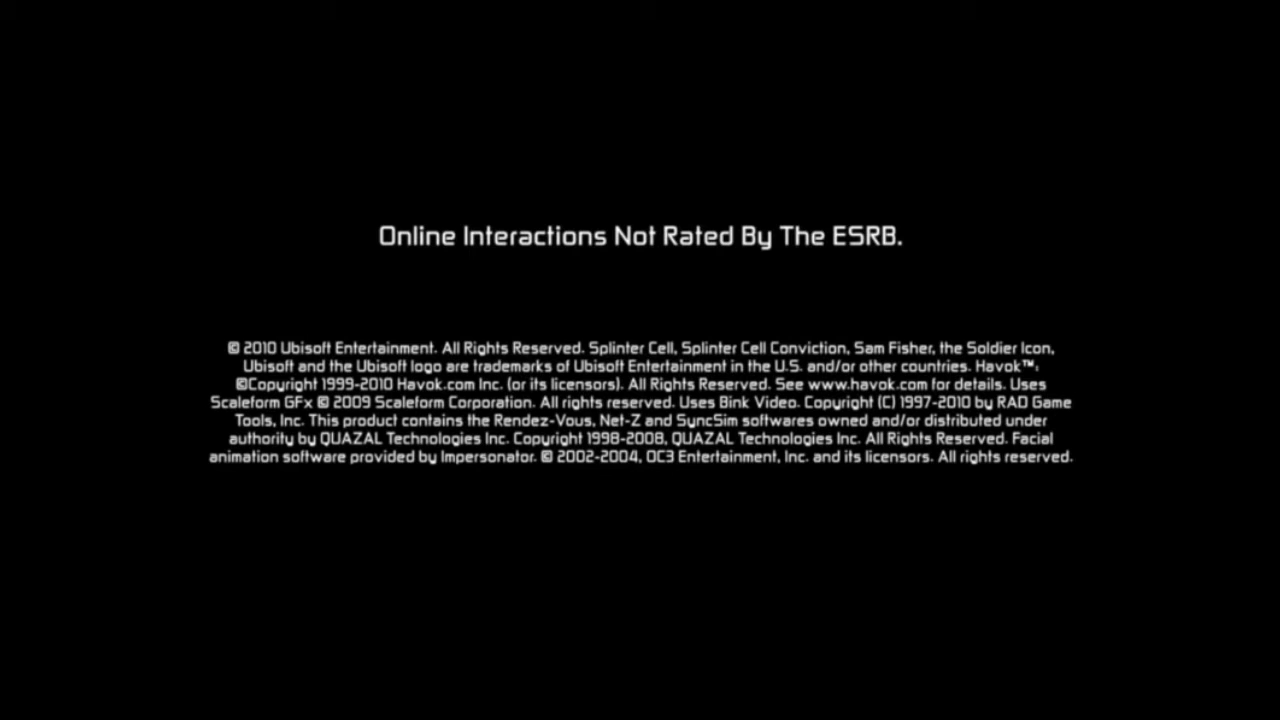 Online Interactions Not Rated By The ESRB.
© 2010 Ubisoft Entertainment. All Rights Reserved. Splinter Cell, Splinter Cell Conviction, Sam Fisher, the Soldier Icon,
Ubisoft and the Ubisoft logo are trademarks of Ubisoft Entertainment in the U.S. and/or other countries. Havok™:
©Copyright 1999-2010 Havok.com Inc. (or its licensors). All Rights Reserved. See www.havok.com for details. Uses
Scaleform GFx © 2009 Scaleform Corporation. All rights reserved. Uses Bink Video. Copyright (C) 1997-2010 by RAD Game
Tools, Inc. This product contains the Rendez-Vous, Net-Z and SyncSim softwares owned and/or distributed under
authority by QUAZAL Technologies Inc. Copyright 1998-2008, QUAZAL Technologies Inc. All Rights Reserved. Facial
animation software provided by Impersonator. © 2002-2004, OC3 Entertainment, Inc. and its licensors. All rights reserved.